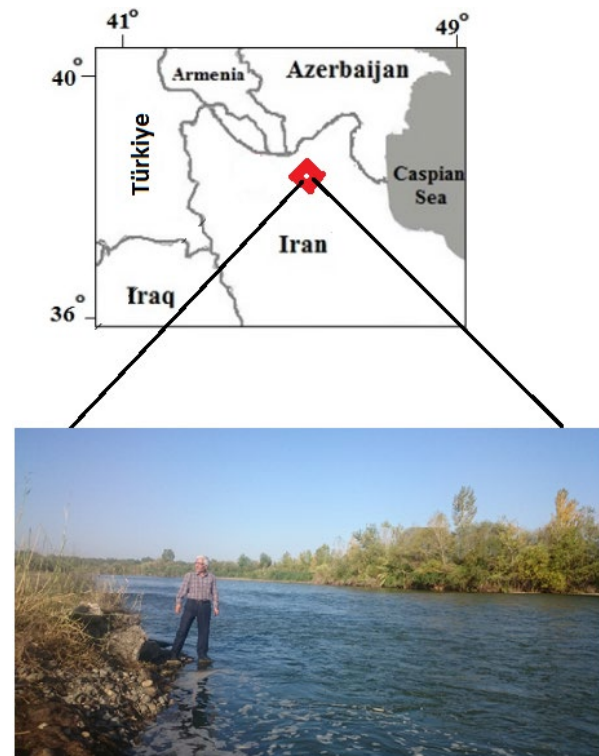 41°
49°
40°
Armenia
Azerbaijan
Türkiye
Caspian
Sea
Iran
Iraq
36°